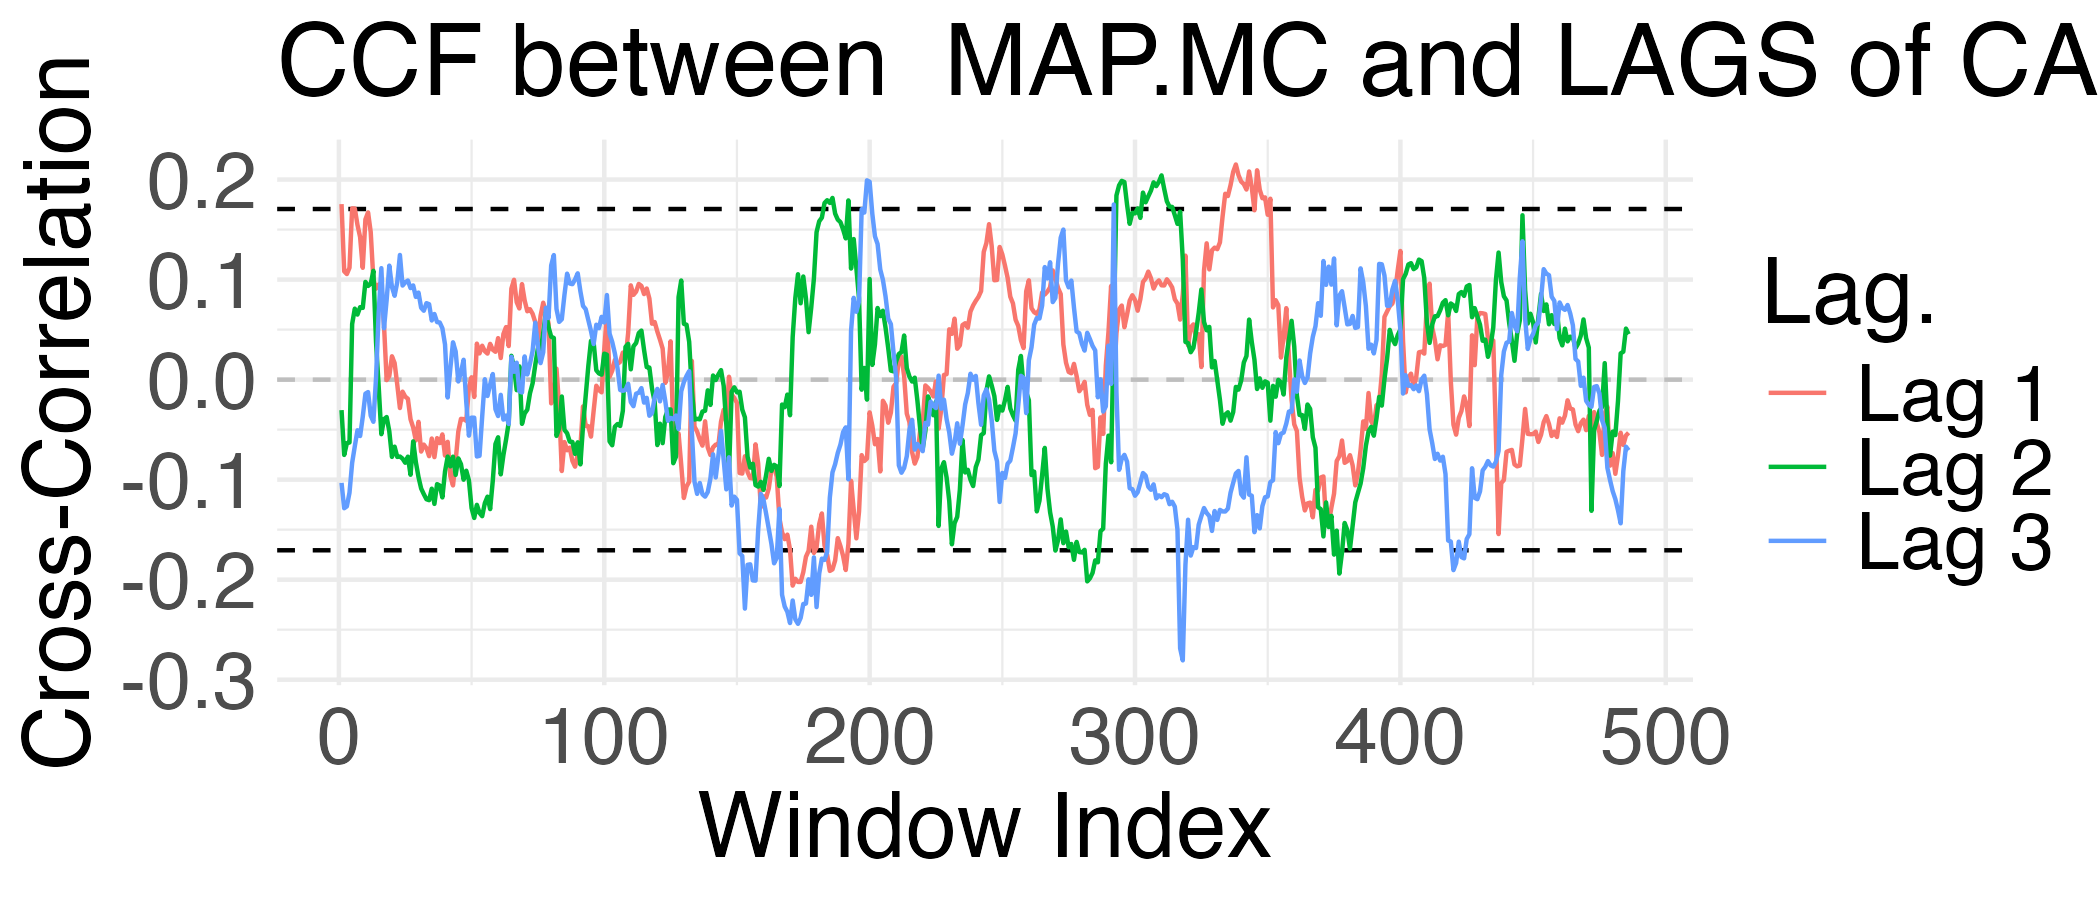 CCF between  MAP.MC and LAGS of CA
Cross-Correlation
0.2
0.1
0.0
-0.1
-0.2
-0.3
0 100 200 300 400 500
Window Index
Lag.
Lag 1
Lag 2
Lag 3